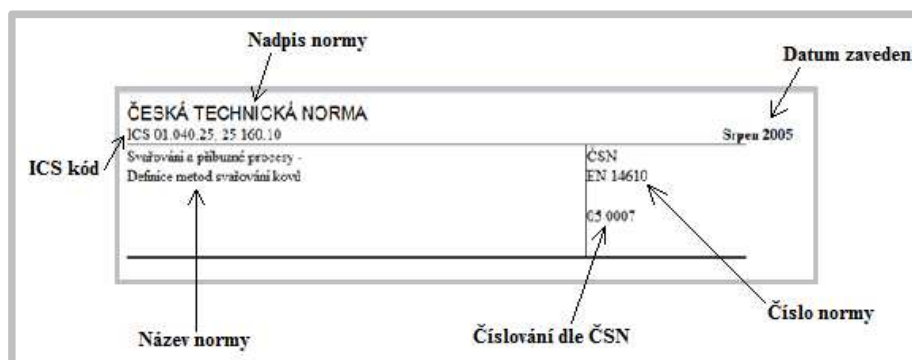 Nadpis normy
Datum zaveden
ČESKÁ TECHNICKÁ NORMA
ICS 01.040.25, 25.160.10
Srpen 2005
ICS kód
Svařování a příbuzné procesy -
Definice metod svařování kovů
ČSN
EN 14610
05 0007
Název normy
Číslování dle ČSN
Číslo normy